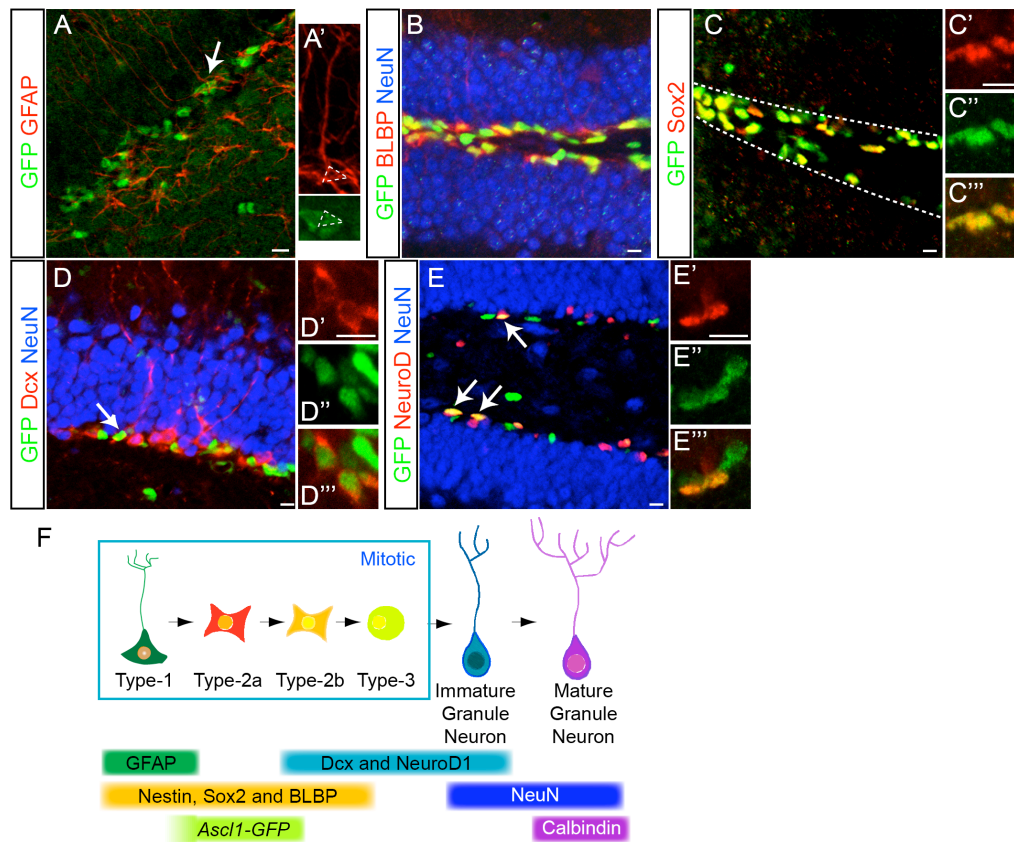 A
GFP GFAP
A’
B
GFP BLBP NeuN
C
GFP Sox2
C’
C’’
C’’’
D
GFP Dcx NeuN
D’
D’’
D’’’
E
GFP NeuroD NeuN
E’
E’’
E’’’
F
Mitotic
Type-1 Type-2a Type-2b Type-3
Immature
Granule
Neuron
Mature
Granule
Neuron
GFAP
Dcx and NeuroD1
Nestin, Sox2 and BLBP
NeuN
Ascl1-GFP
Calbindin